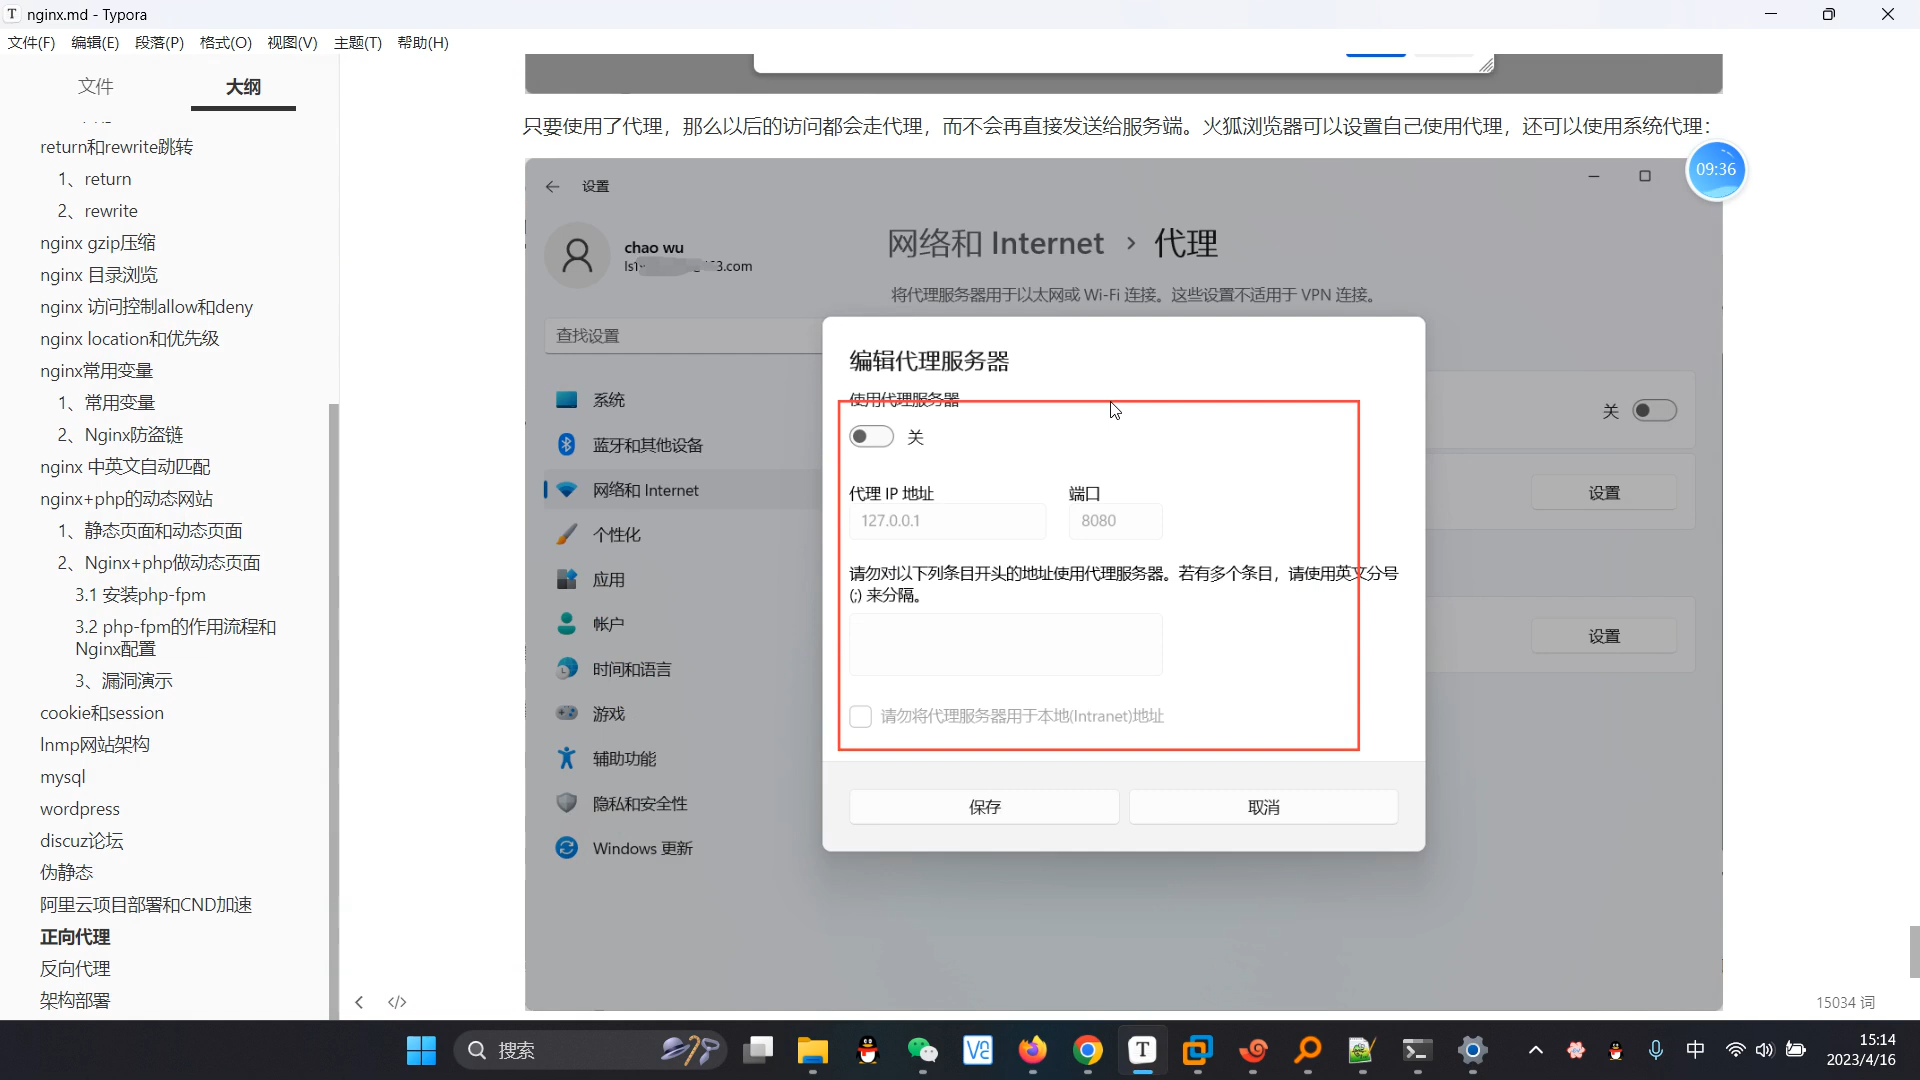 nginx.md - Typora
文件(F) 编辑(E) 段落(P) 格式(O) 视图(V) 主题(T) 帮助(H)
文件 大纲
return和rewrite跳转
1、return
2、rewrite
nginx gzip压缩
nginx 目录浏览
nginx 访问控制allow和deny
nginx location和优先级
nginx常用变量
1、常用变量
2、Nginx防盗链
nginx 中英文自动匹配
nginx+php的动态网站
1、静态页面和动态页面
2、Nginx+php做动态页面
3.1 安装php-fpm
3.2 php-fpm的作用流程和
Nginx配置
3、漏洞演示
cookie和session
lnmp网站架构
mysql
wordpress
discuz论坛
伪静态
阿里云项目部署和CND加速
正向代理
反向代理
架构部署
只要使用了代理，那么以后的访问都会走代理，而不会再直接发送给服务端。火狐浏览器可以设置自己使用代理，还可以使用系统代理：
09:36
设置
chao wu
3.com
查找设置
系统
蓝牙和其他设备
网络和 Internet
个性化
应用
帐户
时间和语言
游戏
辅助功能
隐私和安全性
Windows 更新
网络和 Internet › 代理
将代理服务器用于以太网或 Wi-Fi 连接。这些设置不适用于 VPN 连接。
关
设置
设置
编辑代理服务器
使用代理服务器
关
代理 IP 地址 端口
127.0.0.1 8080
请勿对以下列条目开头的地址使用代理服务器。若有多个条目，请使用英文分号
(;) 来分隔。
请勿将代理服务器用于本地(Intranet)地址
保存 取消
15034 词
搜索
中
15:14
2023/4/16